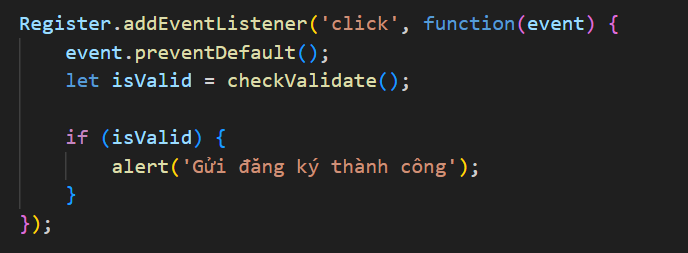 Register.addEventListener('click', function(event) {
    event.preventDefault();
    let isValid = checkValidate();

    if (isValid) {
        alert('Gửi đăng ký thành công');
    }
});